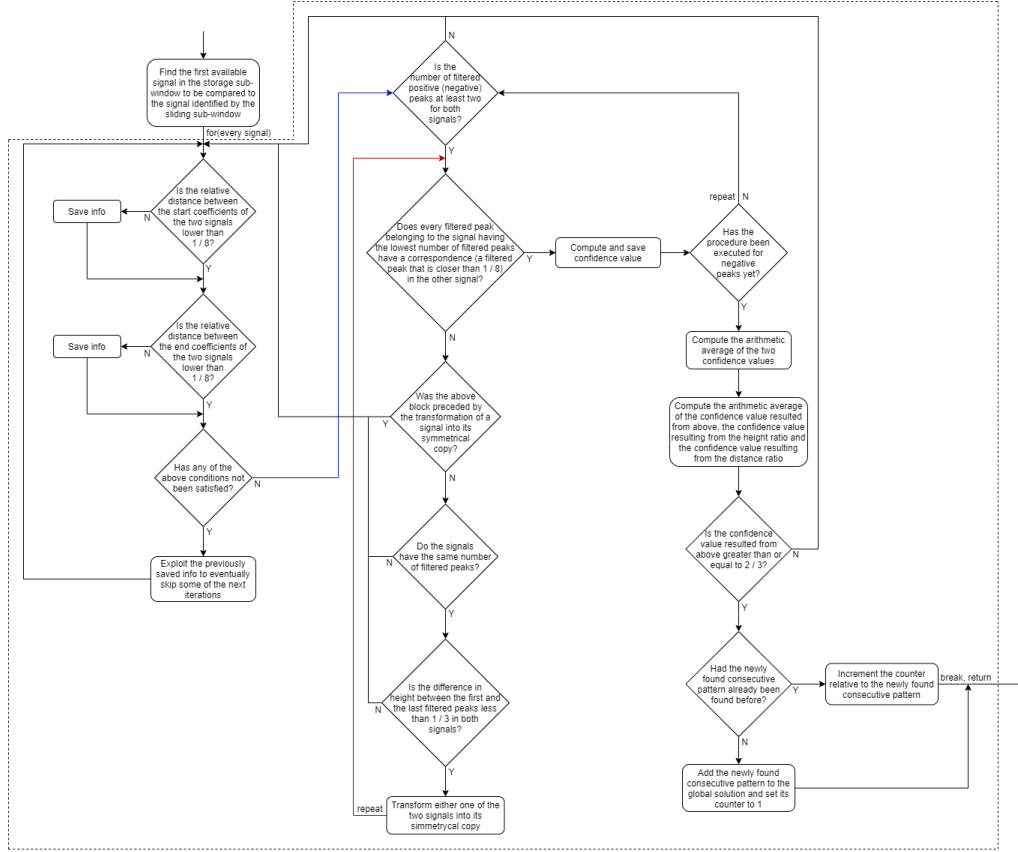 Find the first available
signal in the storage sub-
window to be compared to
the signal identified by the
sliding sub-window
for(every signal)
Is the relative
distance between
the start coefficients of
the two signals
lower than
1 / 8?
N
Save info
Y
Is the relative
distance between
the end coefficients of
the two signals
lower than
1 / 8?
N
Save info
Y
Has any of the
above conditions not
been satisfied?
N
Y
Exploit the previously
saved info to eventually
skip some of the next
iterations
N
Is the
number of filtered
positive (negative)
peaks at least two
for both
signals?
Y
Does every filtered peak
belonging to the signal having
the lowest number of filtered peaks
have a correspondence (a filtered
peak that is closer than 1 / 8)
in the other signal?
Y
N
Was the above
block preceded by
the transformation of a
signal into its
symmetrical
copy?
Y
N
Do the signals
have the same number
of filtered peaks?
N
Y
Is the difference in
height between the first and
the last filtered peaks less
than 1 / 3 in both
signals?
N
Y
repeat
Transform either one of the
two signals into its
simmetrycal copy
Compute and save
confidence value
repeat
N
Has the
procedure been
executed for
negative
peaks yet?
Y
Compute the arithmetic
average of the two
confidence values
Compute the arithmetic average
of the confidence value resulted
from above, the confidence value
resulting from the height ratio and
the confidence value resulting
from the distance ratio
Is the confidence
value resulted from
above greater than or
equal to 2 / 3?
N
Y
Had the newly
found consecutive
pattern already been
found before?
Y
N
Increment the counter
relative to the newly found
consecutive pattern
break, return
Add the newly found
consecutive pattern to the
global solution and set its
counter to 1